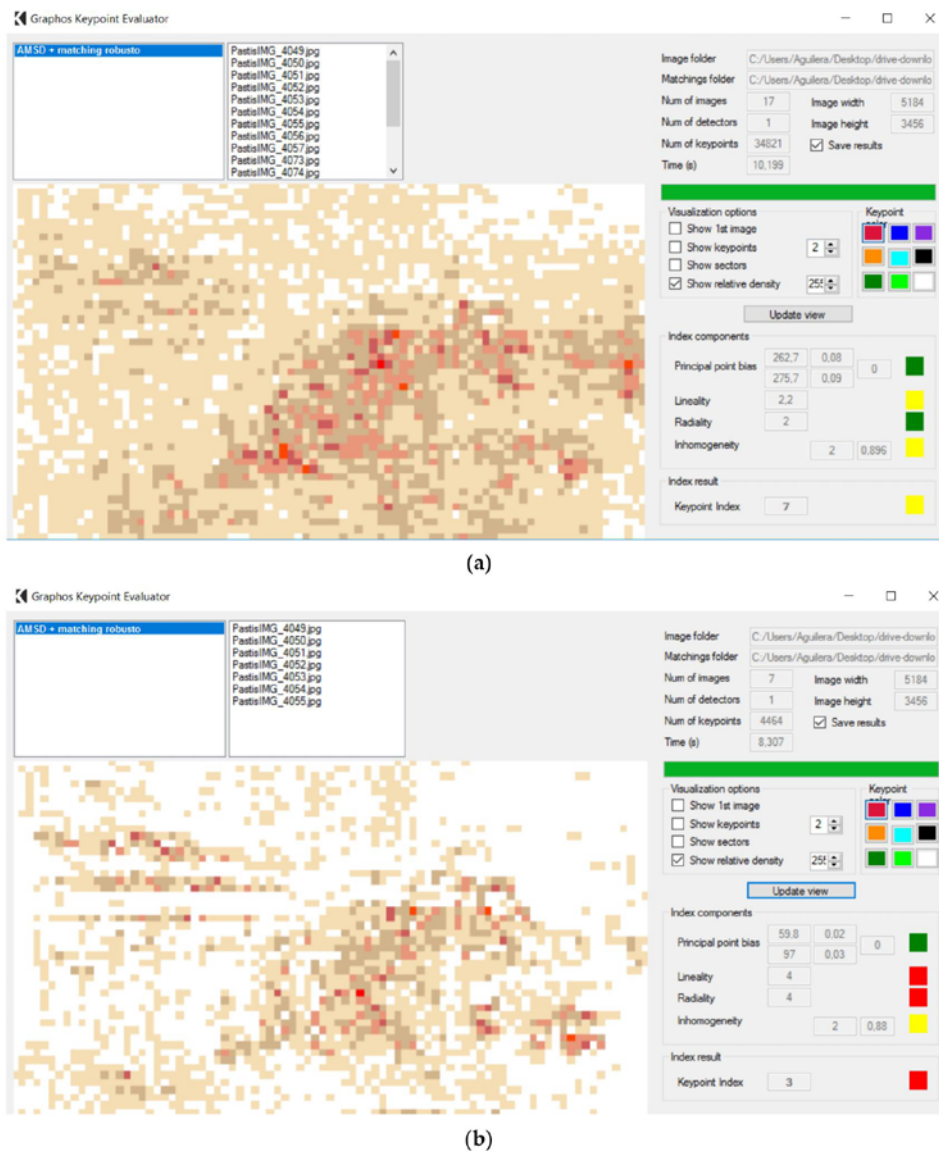 Graphos Keypoint Evaluator
AMSD + matching robusto
PastisIMG_4049.jpg
PastisIMG_4050.jpg
PastisIMG_4051.jpg
PastisIMG_4052.jpg
PastisIMG_4053.jpg
PastisIMG_4054.jpg
PastisIMG_4055.jpg
PastisIMG_4056.jpg
PastisIMG_4057.jpg
PastisIMG_4073.jpg
PastisIMG_4074.jpg
Image folder C:/Users/Aguilera/Desktop/drive-downlo
Matchings folder C:/Users/Aguilera/Desktop/drive-downlo
Num of images 17 Image width 5184
Num of detectors 1 Image height 3456
Num of keypoints 34821 Save results
Time (s) 10,199
Visualization options Keypoint
Show 1st image
Show keypoints 2
Show sectors
Show relative density 255
Update view
Index components
Principal point bias 262,7 0,08 0
275,7 0,09
Lineality 2,2
Radiality 2
Inhomogeneity 2 0,896
Index result
Keypoint Index 7
(a)
Graphos Keypoint Evaluator
AMSD + matching robusto
PastisIMG_4049.jpg
PastisIMG_4050.jpg
PastisIMG_4051.jpg
PastisIMG_4052.jpg
PastisIMG_4053.jpg
PastisIMG_4054.jpg
PastisIMG_4055.jpg
Image folder C:/Users/Aguilera/Desktop/drive-downlo
Matchings folder C:/Users/Aguilera/Desktop/drive-downlo
Num of images 7 Image width 5184
Num of detectors 1 Image height 3456
Num of keypoints 4464 Save results
Time (s) 8,307
Visualization options Keypoint
Show 1st image
Show keypoints 2
Show sectors
Show relative density 255
Update view
Index components
Principal point bias 59,8 0,02 0
97 0,03
Lineality 4
Radiality 4
Inhomogeneity 2 0,88
Index result
Keypoint Index 3
(b)